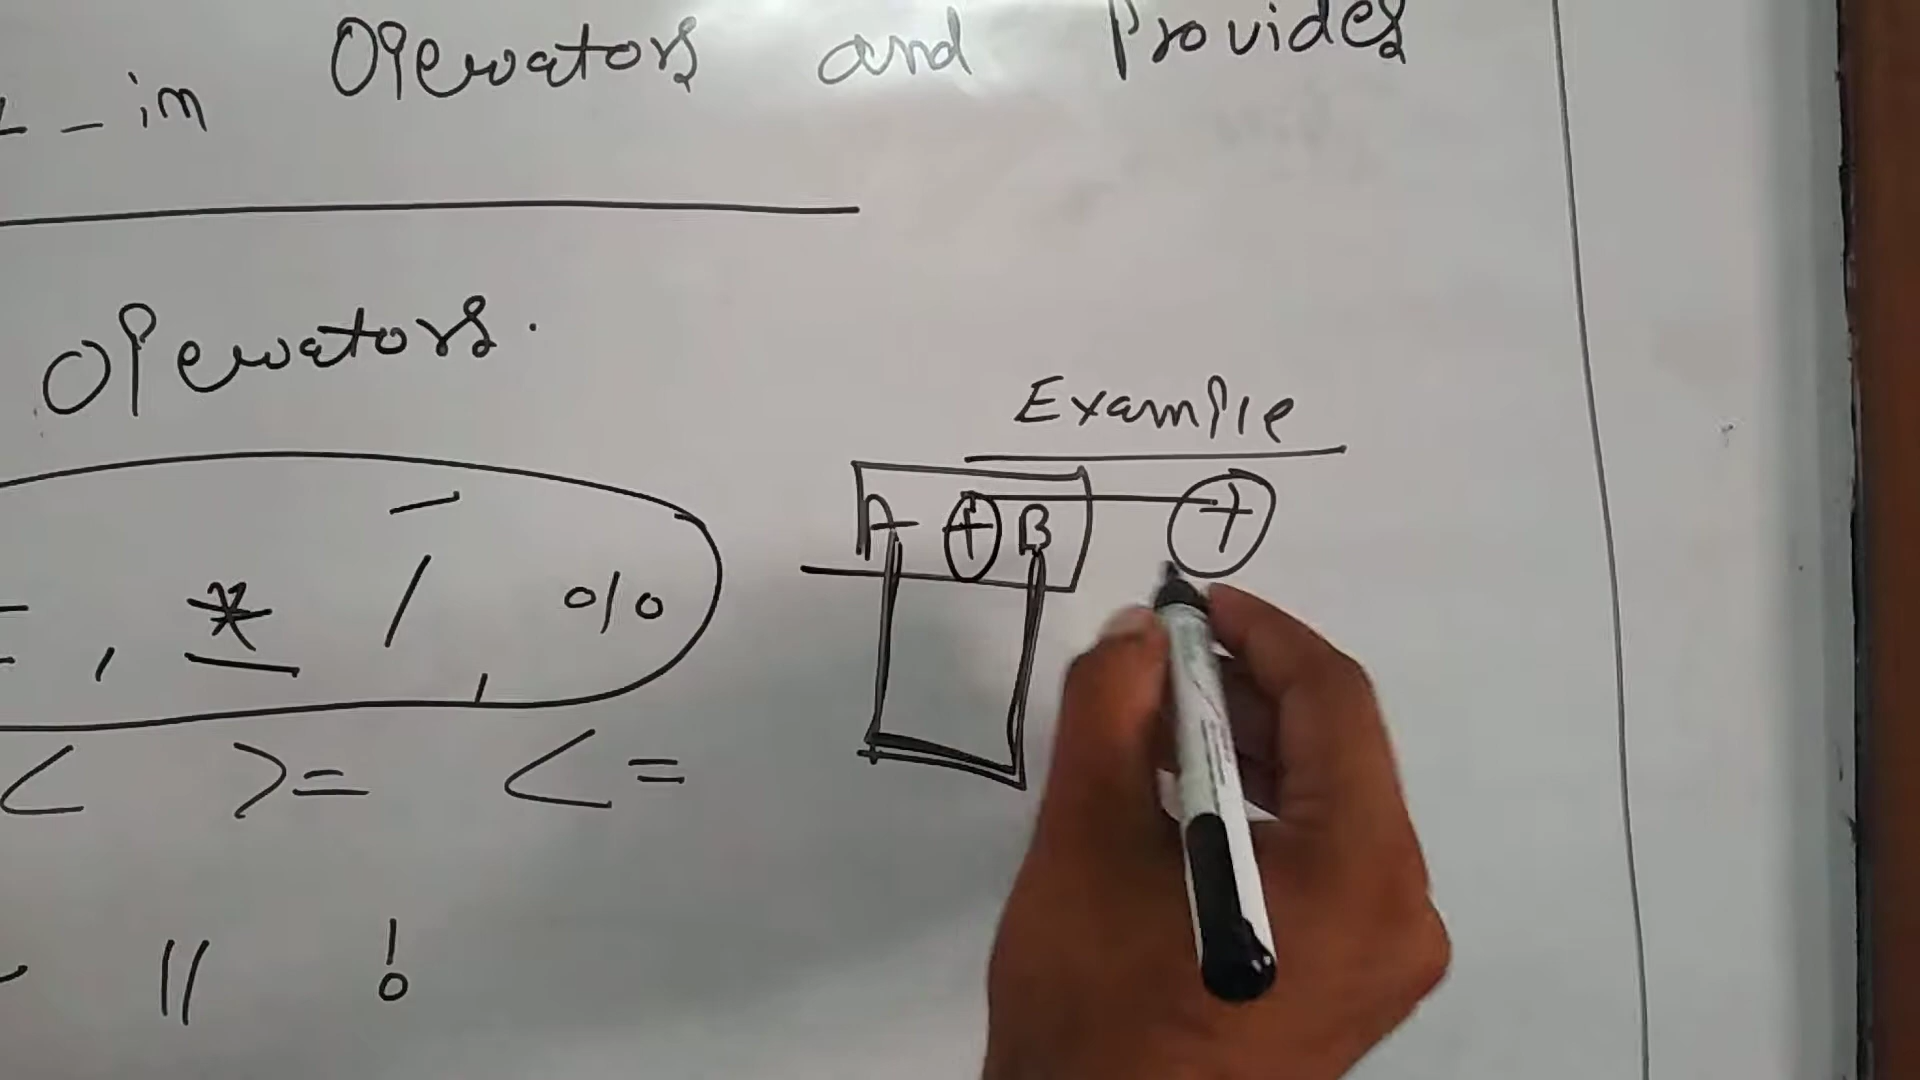 - in Operators and Provides
Operators.
Example
A + B +
= , * / , - %
< >= <=
|| !